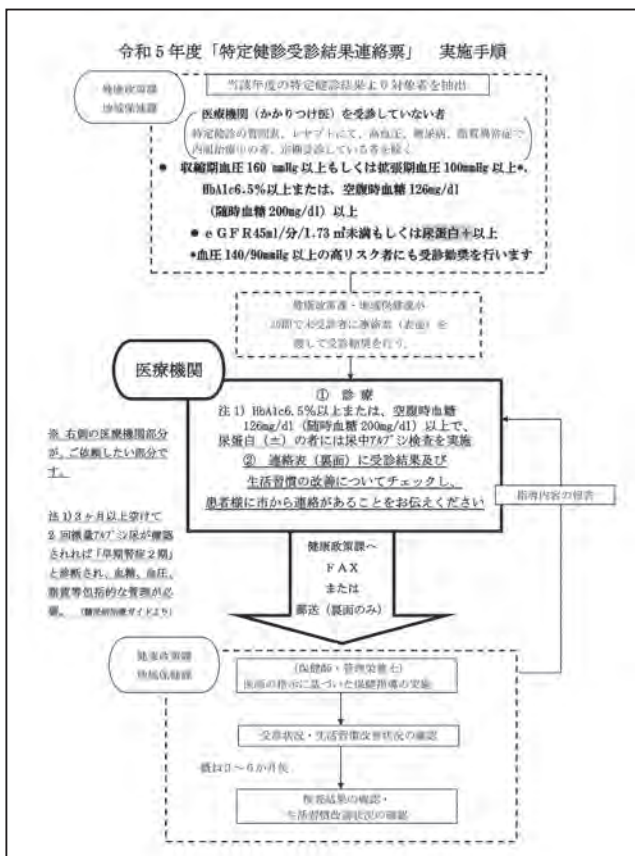 令和5年度「特定健診受診結果連絡票」 実施手順
健康政策課
地域保健課
当該年度の特定健診結果より対象者を抽出
医療機関(かかりつけ医)を受診していない者
特定健診の質問表、レセプトにて、高血圧、糖尿病、脂質異常症で
内服治療中の者、定期受診している者を除く
● 収縮期血圧160 mmHg以上もしくは拡張期血圧100mmHg以上*、
HbA1c6.5%以上または、空腹時血糖126mg/dl
(随時血糖200mg/dl)以上
● eGFR45ml/分/1.73㎡未満もしくは尿蛋白+以上
*血圧140/90mmHg以上の高リスク者にも受診勧奨を行います
健康政策課・地域保健課が
訪問で未受診者に連絡票(表面)を
渡して受診勧奨を行う。
医療機関
① 診療
注1) HbA1c6.5%以上または、空腹時血糖
126mg/dl(随時血糖200mg/dl)以上で、
尿蛋白(±)の者には尿中ｱﾙﾌﾞﾐﾝ検査を実施
② 連絡表(裏面)に受診結果及び
生活習慣の改善についてチェックし、
患者様に市から連絡があることをお伝えください
※ 右側の医療機関部分
が、ご依頼したい部分で
す。
注1)3ヶ月以上空けて
2回微量ｱﾙﾌﾞﾐﾝ尿が確認
されれば「早期腎症2期」
と診断され、血糖、血圧、
脂質等包括的な管理が必
要。 (糖尿病治療ガイドより)
指導内容の報告
健康政策課へ
FAX
または
郵送(裏面のみ)
健康政策課
地域保健課
(保健師・管理栄養士)
医師の指示に基づいた保健指導の実施
受診状況・生活習慣改善状況の確認
概ね3～6か月後
検査結果の確認・
生活習慣改善状況の確認